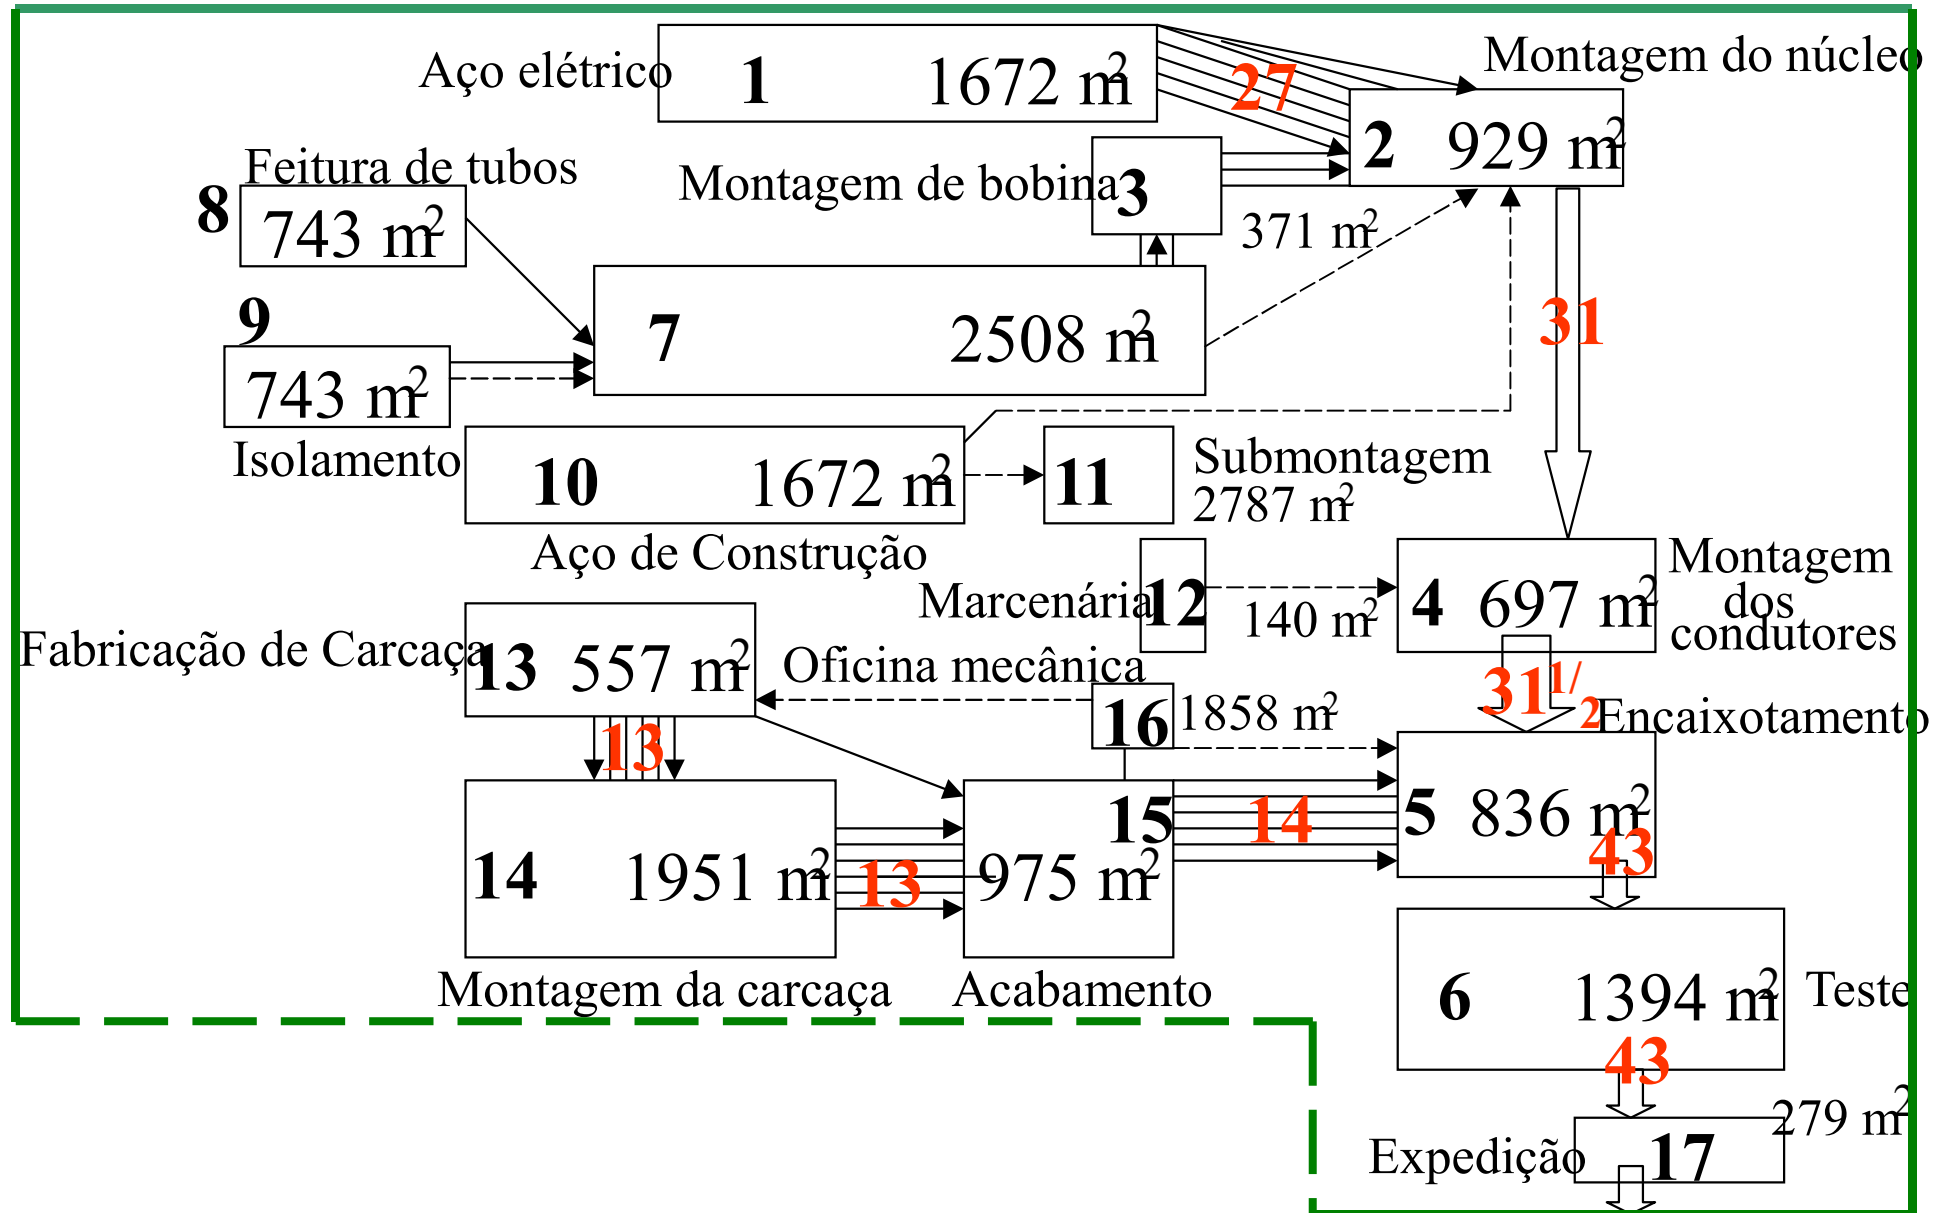 Aço elétrico
1 1672 m2
27
Montagem do núcleo
2 929 m2
Feitura de tubos
8
743 m2
Montagem de bobina
3
371 m2
9
743 m2
Isolamento
7 2508 m2
31
10 1672 m2
Aço de Construção
11
Submontagem
2787 m2
Marcenária
12
140 m2
4 697 m2
Montagem
dos
condutores
Fabricação de Carcaça
13 557 m2
Oficina mecânica
16
1858 m2
31 1/2
Encaixotamento
13
14 1951 m2
13
15
975 m2
14
5 836 m2
43
Montagem da carcaça
Acabamento
6 1394 m2
Teste
43
279 m2
Expedição
17